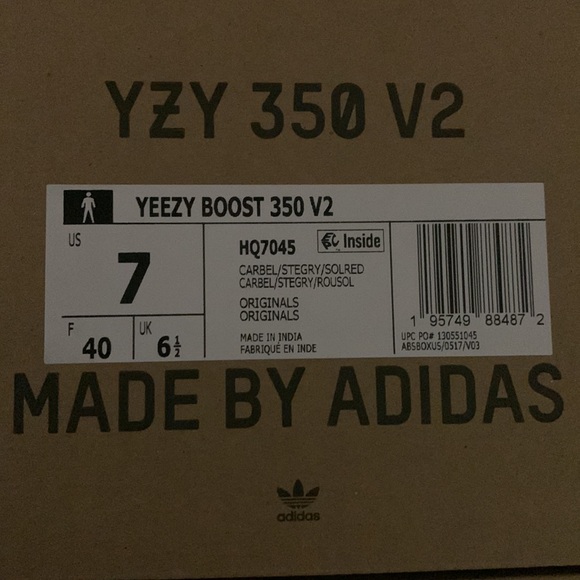 YZY 350 V2
YEEZY BOOST 350 V2
US
7
F
40
UK
6½
HQ7045
Inside
CARBEL/STEGRY/SOLRED
CARBEL/STEGRY/ROUSOL
ORIGINALS
ORIGINALS
MADE IN INDIA
FABRIQUÉ EN INDE
1 95749 88487 2
UPC PO# 130551045
ABSBOXUS/0517/V03
MADE BY ADIDAS
adidas